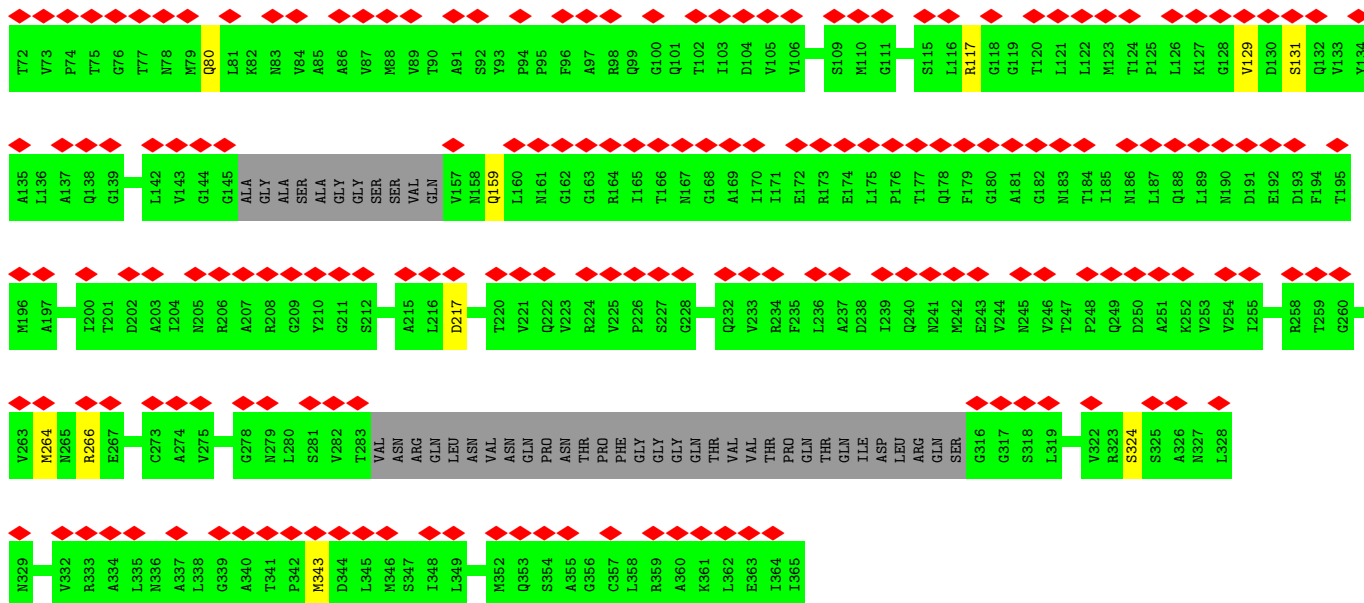 T72 V73 P74 T75 G76 T77 N78 M79 Q80 L81 K82 N83 V84 A85 A86 V87 M88 V89 T90 A91 S92 Y93 P94 P95 F96 A97 R98 Q99 G100 Q101 T102 I103 D104 V105 V106 S109 M110 G111 S115 L116 R117 G118 G119 T120 L121 L122 M123 T124 P125 L126 K127 G128 V129 D130 S131 Q132 V133 Y134
A135 L136 A137 Q138 G139 L142 V143 G144 G145 ALA GLY ALA SER ALA GLY GLY SER SER VAL GLN V157 N158 Q159 L160 N161 G162 G163 R164 I165 T166 N167 G168 A169 I170 I171 E172 R173 E174 L175 P176 T177 Q178 F179 G180 A181 G182 N183 T184 I185 N186 L187 Q188 L189 N190 D191 E192 D193 F194 T195
M196 A197 I200 T201 D202 A203 I204 N205 R206 A207 R208 G209 Y210 G211 S212 A215 L216 D217 T220 V221 Q222 V223 R224 V225 P226 S227 G228 Q232 V233 R234 F235 L236 A237 D238 I239 Q240 N241 M242 E243 V244 N245 V246 T247 P248 Q249 D250 A251 K252 V253 V254 I255 R258 T259 G260
V263 M264 N265 R266 E267 C273 A274 V275 G278 N279 L280 S281 V282 T283 VAL ASN ARG GLN LEU ASN VAL ASN GLN PRO ASN THR PRO PHE GLY GLY GLY GLN THR VAL VAL THR PRO GLN THR GLN ILE ASP LEU ARG GLN SER G316 G317 S318 L319 V322 R323 S324 S325 A326 N327 L328
N329 V332 R333 A334 L335 N336 A337 L338 G339 A340 T341 P342 M343 D344 L345 M346 S347 I348 L349 M352 Q353 S354 A355 G356 C357 L358 R359 A360 K361 L362 E363 I364 I365